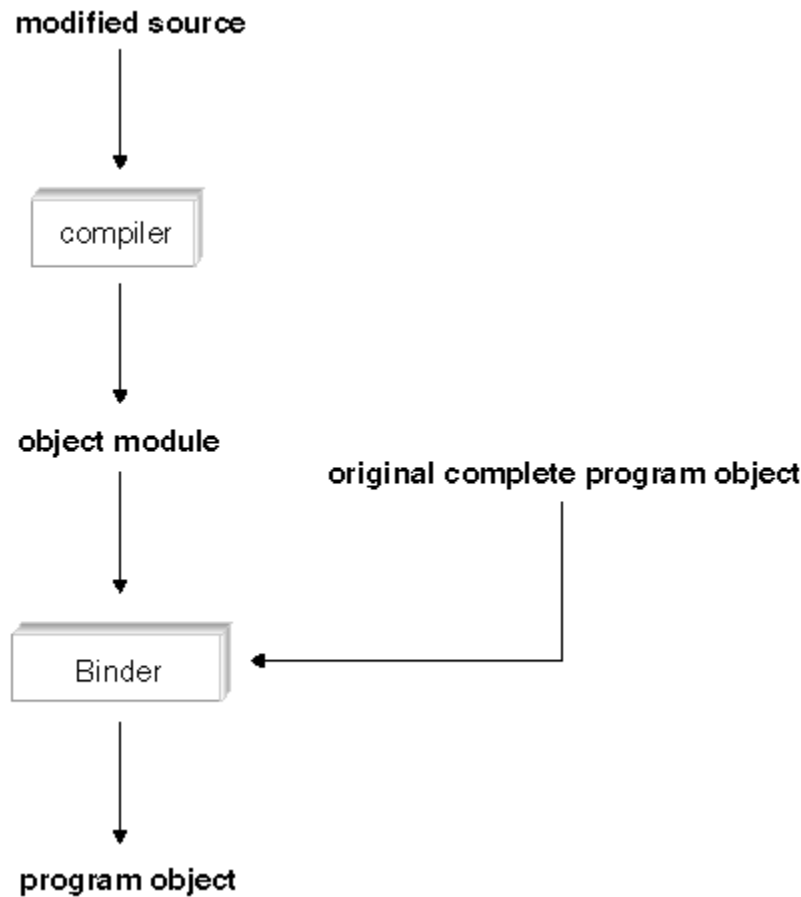 modified source
compiler
object module
original complete program object
Binder
program object